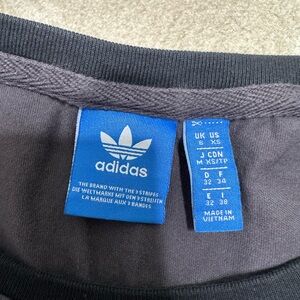 adidas
THE BRAND WITH THE 3 STRIPES
DIE WELTMARKE MIT DEN 3 STREIFEN
LA MARQUE AUX 3 BANDES
UK US
6 XS
J CDN
M XS/TP
D F
32 34
E I
32 38
MADE IN
VIETNAM